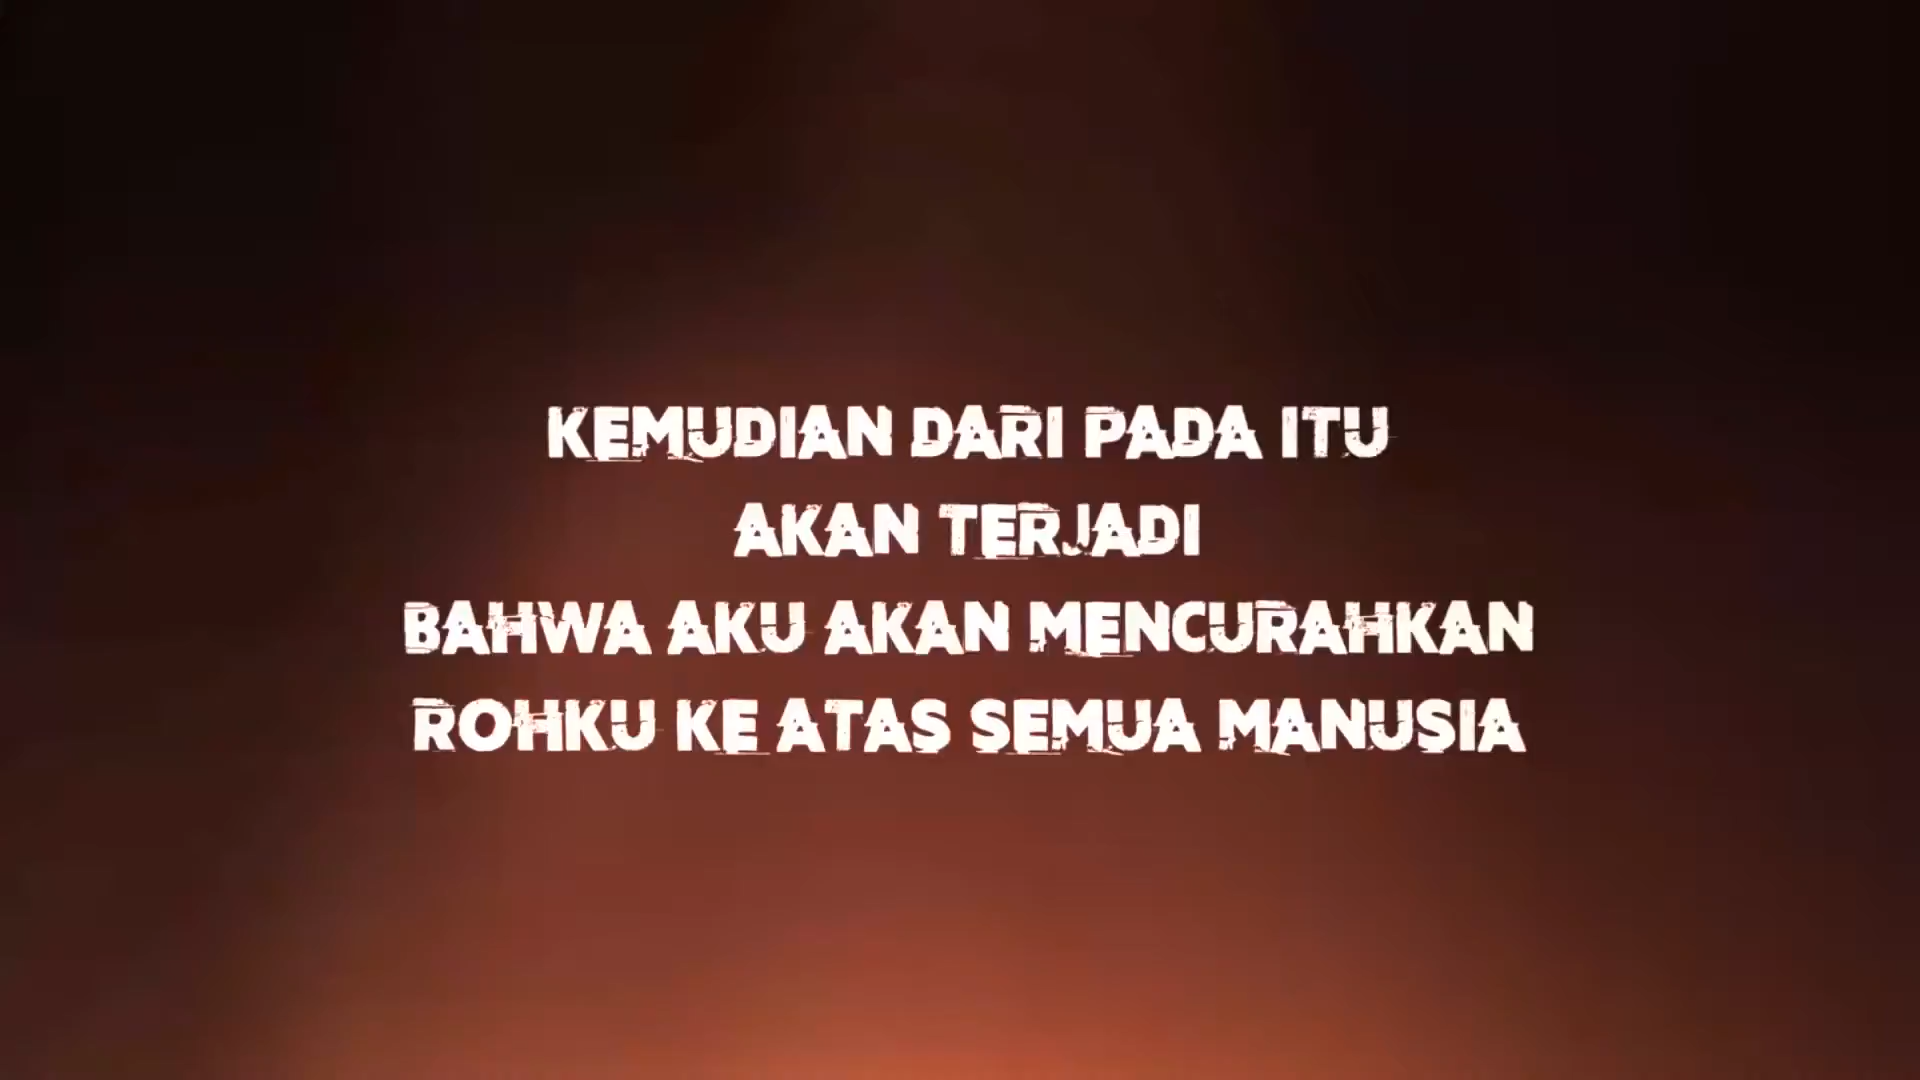 KEMUDIAN DARI PADA ITU
AKAN TERJADI
BAHWA AKU AKAN MENCURAHKAN
ROHKU KE ATAS SEMUA MANUSIA